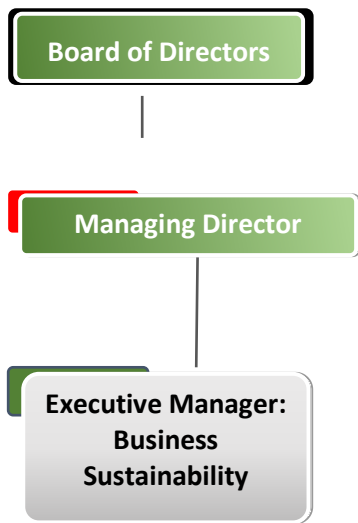 Board of Directors
Managing Director
Executive Manager:
Business
Sustainability